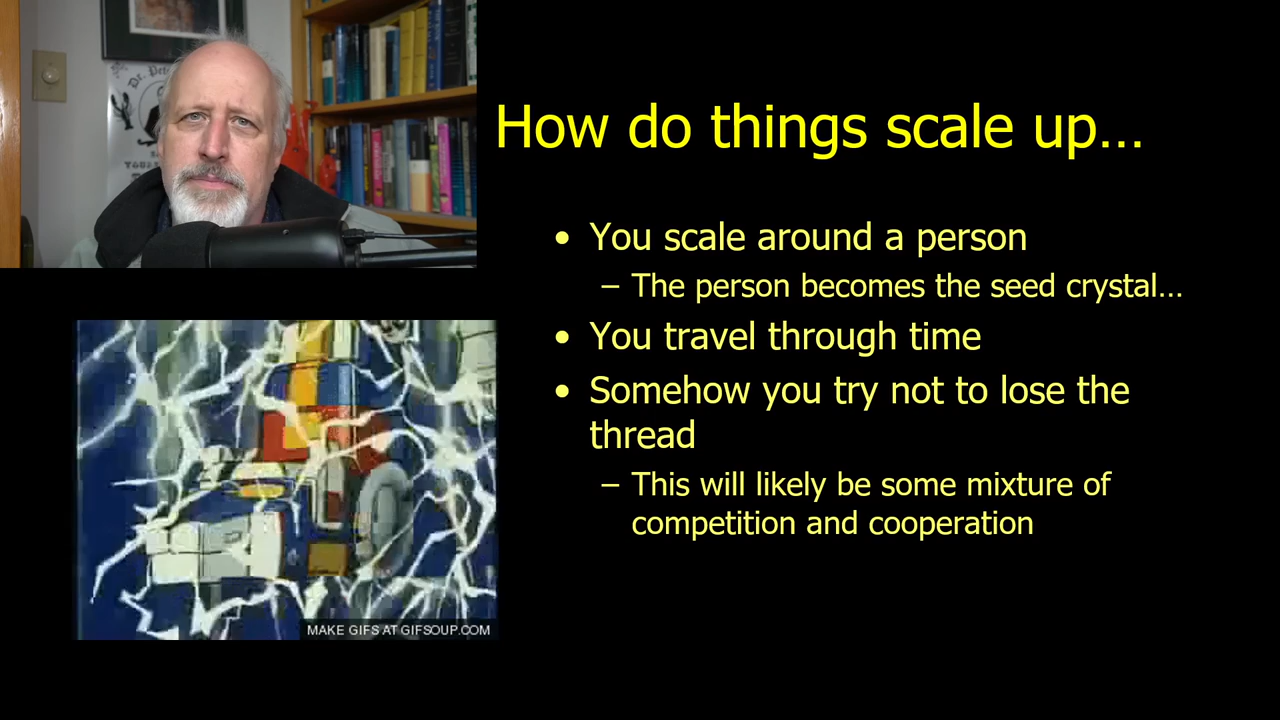 Dr. Pet
How do things scale up…
• You scale around a person
– The person becomes the seed crystal…
• You travel through time
• Somehow you try not to lose the
thread
– This will likely be some mixture of
competition and cooperation
MAKE GIFS AT GIFSOUP.COM